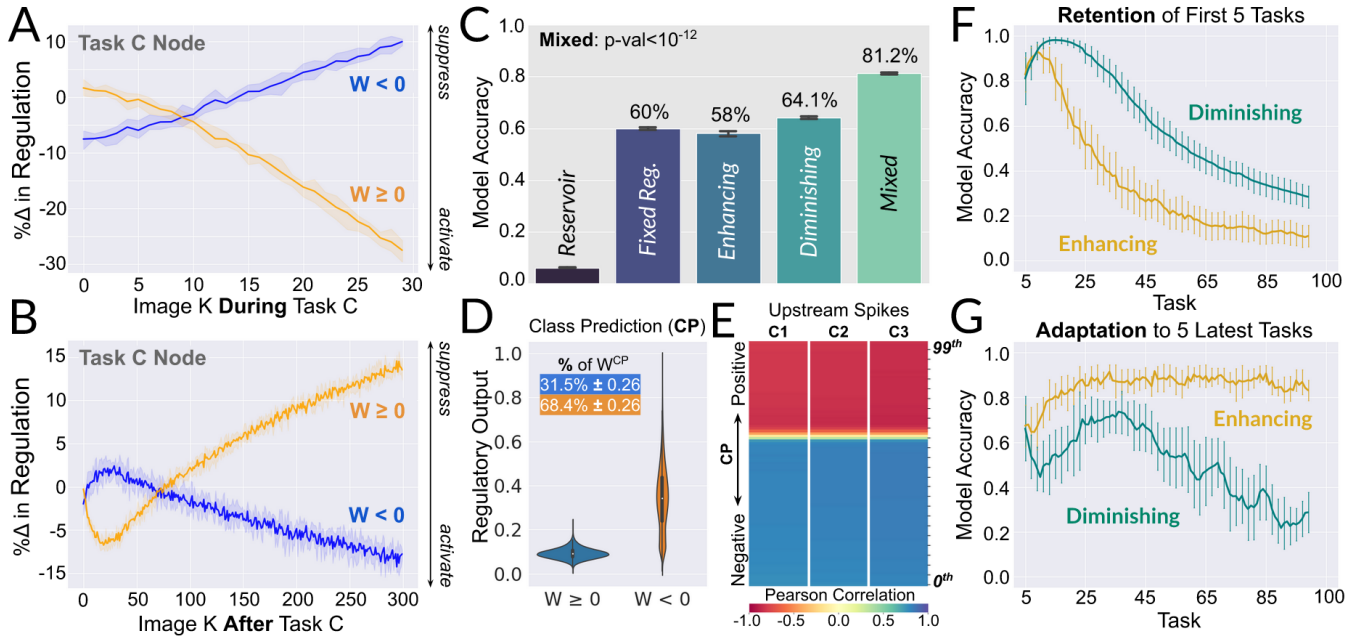 A
Task C Node
10
0
-10
-20
-30
%Δ in Regulation
W < 0
W ≥ 0
suppress
activate
0 5 10 15 20 25 30
Image K During Task C
B
Task C Node
15
10
5
0
-5
-10
-15
%Δ in Regulation
W ≥ 0
W < 0
suppress
activate
0 50 100 150 200 250 300
Image K After Task C
C
Mixed: p-val<10⁻¹²
1.0
0.8
0.6
0.4
0.2
0.0
Model Accuracy
60%
58%
64.1%
81.2%
Reservoir
Fixed Reg.
Enhancing
Diminishing
Mixed
D
Class Prediction (CP)
1.0
0.8
0.6
0.4
0.2
0.0
Regulatory Output
% of Wᶜᴾ
31.5% ± 0.26
68.4% ± 0.26
W ≥ 0 W < 0
E
Upstream Spikes
C1 C2 C3
Positive
CP
Negative
99ᵗʰ
0ᵗʰ
Pearson Correlation
-1.0 -0.5 0.0 0.5 1.0
F
Retention of First 5 Tasks
1.0
0.8
0.6
0.4
0.2
0.0
Model Accuracy
Diminishing
Enhancing
5 25 45 65 85 100
Task
G
Adaptation to 5 Latest Tasks
1.0
0.8
0.6
0.4
0.2
0.0
Model Accuracy
Enhancing
Diminishing
5 25 45 65 85 100
Task